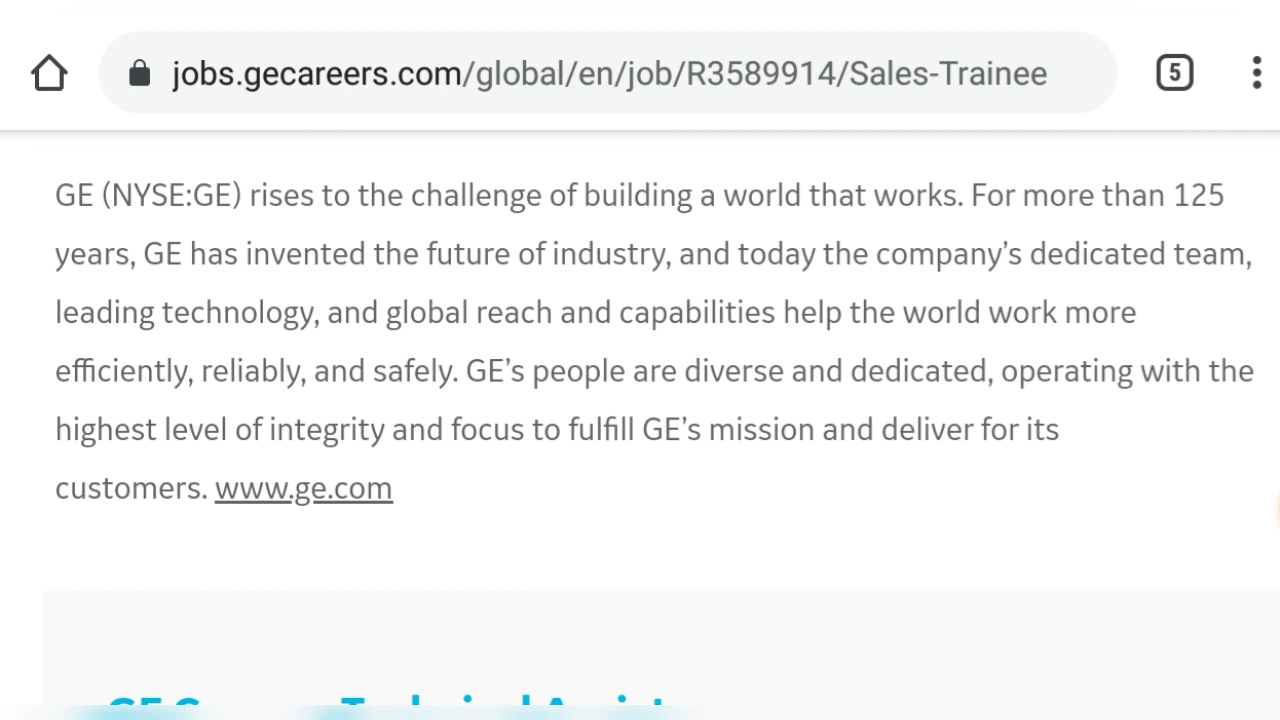 jobs.gecareers.com/global/en/job/R3589914/Sales-Trainee
5
GE (NYSE:GE) rises to the challenge of building a world that works. For more than 125
years, GE has invented the future of industry, and today the company’s dedicated team,
leading technology, and global reach and capabilities help the world work more
efficiently, reliably, and safely. GE’s people are diverse and dedicated, operating with the
highest level of integrity and focus to fulfill GE’s mission and deliver for its
customers. www.ge.com